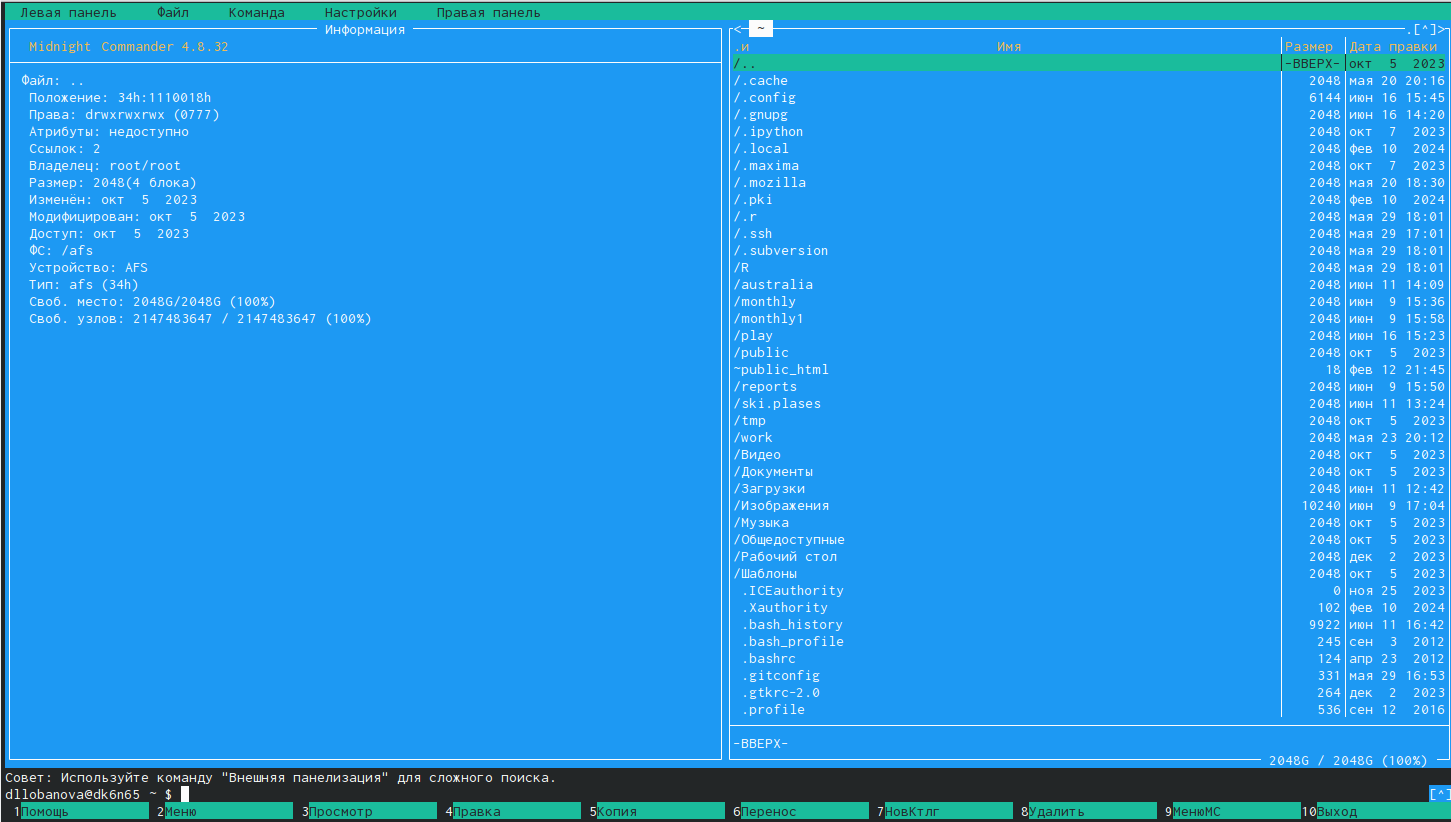 Левая панель Файл Команда Настройки Правая панель
Информация
Midnight Commander 4.8.32
Файл: ..
Положение: 34h:1110018h
Права: drwxrwxrwx (0777)
Атрибуты: недоступно
Ссылок: 2
Владелец: root/root
Размер: 2048(4 блока)
Изменён: окт 5 2023
Модифицирован: окт 5 2023
Доступ: окт 5 2023
ФС: /afs
Устройство: AFS
Тип: afs (34h)
Своб. место: 2048G/2048G (100%)
Своб. узлов: 2147483647 / 2147483647 (100%)
< ~ .[^]>
.и Имя Размер Дата правки
/.. -ВВЕРХ- окт 5 2023
/.cache 2048 мая 20 20:16
/.config 6144 июн 16 15:45
/.gnupg 2048 июн 16 14:20
/.ipython 2048 окт 7 2023
/.local 2048 фев 10 2024
/.maxima 2048 окт 7 2023
/.mozilla 2048 мая 20 18:30
/.pki 2048 фев 10 2024
/.r 2048 мая 29 18:01
/.ssh 2048 мая 29 17:01
/.subversion 2048 мая 29 18:01
/R 2048 мая 29 18:01
/australia 2048 июн 11 14:09
/monthly 2048 июн 9 15:36
/monthly1 2048 июн 9 15:58
/play 2048 июн 16 15:23
/public 2048 окт 5 2023
~public_html 18 фев 12 21:45
/reports 2048 июн 9 15:50
/ski.plases 2048 июн 11 13:24
/tmp 2048 окт 5 2023
/work 2048 мая 23 20:12
/Видео 2048 окт 5 2023
/Документы 2048 окт 5 2023
/Загрузки 2048 июн 11 12:42
/Изображения 10240 июн 9 17:04
/Музыка 2048 окт 5 2023
/Общедоступные 2048 окт 5 2023
/Рабочий стол 2048 дек 2 2023
/Шаблоны 2048 окт 5 2023
.ICEauthority 0 ноя 25 2023
.Xauthority 102 фев 10 2024
.bash_history 9922 июн 11 16:42
.bash_profile 245 сен 3 2012
.bashrc 124 апр 23 2012
.gitconfig 331 мая 29 16:53
.gtkrc-2.0 264 дек 2 2023
.profile 536 сен 12 2016
-ВВЕРХ-
2048G / 2048G (100%)
Совет: Используйте команду "Внешняя панелизация" для сложного поиска.
dllobanova@dk6n65 ~ $ [^]
1Помощь 2Меню 3Просмотр 4Правка 5Копия 6Перенос 7НовКтлг 8Удалить 9МенюМС 10Выход